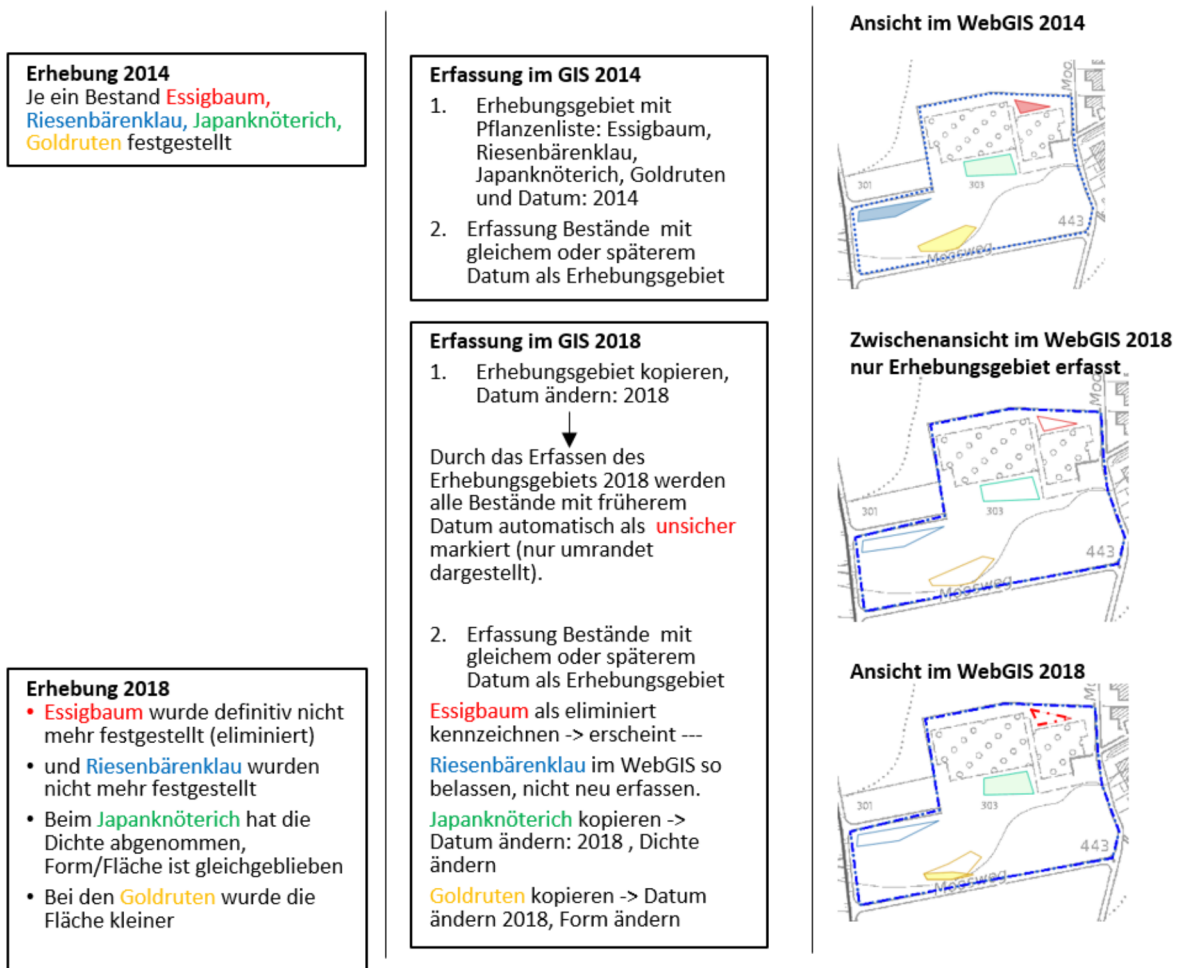 Erhebung 2014
Je ein Bestand Essigbaum,
Riesenbärenklau, Japanknöterich,
Goldruten festgestellt
Erfassung im GIS 2014
1. Erhebungsgebiet mit
Pflanzenliste: Essigbaum,
Riesenbärenklau,
Japanknöterich, Goldruten
und Datum: 2014
2. Erfassung Bestände mit
gleichem oder späterem
Datum als Erhebungsgebiet
Ansicht im WebGIS 2014
Moo
301
303
443
Moosweg
Erfassung im GIS 2018
1. Erhebungsgebiet kopieren,
Datum ändern: 2018
Durch das Erfassen des
Erhebungsgebiets 2018 werden
alle Bestände mit früherem
Datum automatisch als unsicher
markiert (nur umrandet
dargestellt).
2. Erfassung Bestände mit
gleichem oder späterem
Datum als Erhebungsgebiet
Essigbaum als eliminiert
kennzeichnen -> erscheint ---
Riesenbärenklau im WebGIS so
belassen, nicht neu erfassen.
Japanknöterich kopieren ->
Datum ändern: 2018 , Dichte
ändern
Goldruten kopieren -> Datum
ändern 2018, Form ändern
Zwischenansicht im WebGIS 2018
nur Erhebungsgebiet erfasst
Moo
301
303
443
Moosweg
Erhebung 2018
• Essigbaum wurde definitiv nicht
mehr festgestellt (eliminiert)
• und Riesenbärenklau wurden
nicht mehr festgestellt
• Beim Japanknöterich hat die
Dichte abgenommen,
Form/Fläche ist gleichgeblieben
• Bei den Goldruten wurde die
Fläche kleiner
Ansicht im WebGIS 2018
Moo
301
303
443
Moosweg